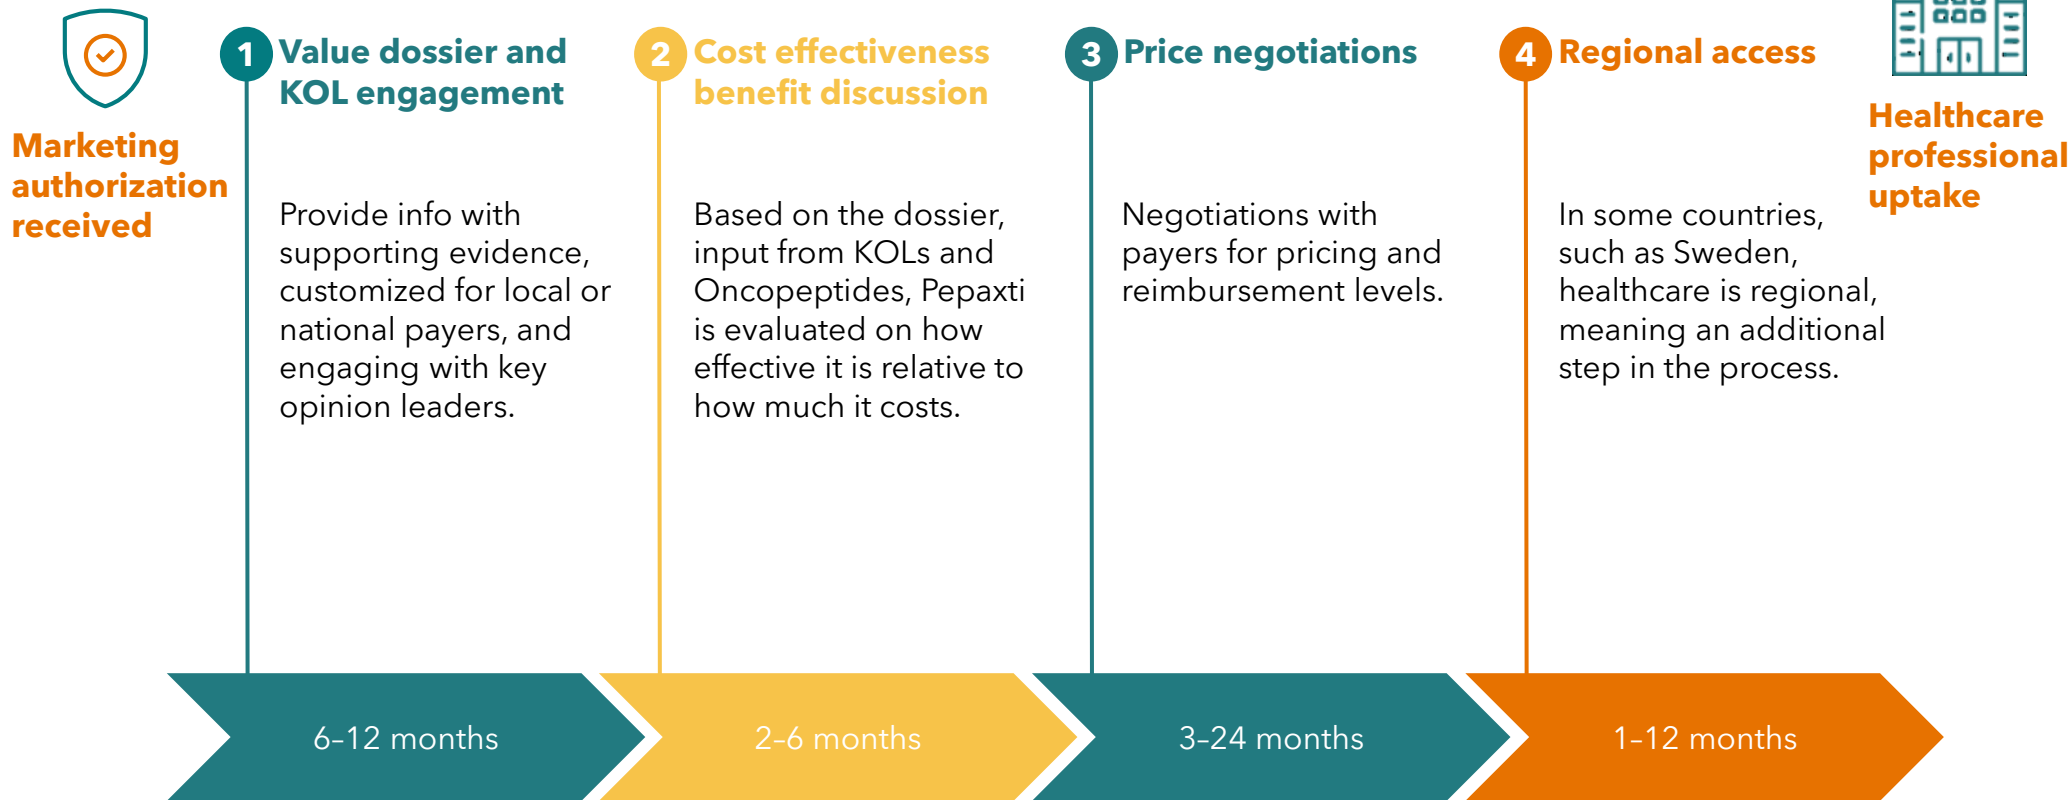 Marketing
authorization
received
1
Value dossier and
KOL engagement
Provide info with
supporting evidence,
customized for local or
national payers, and
engaging with key
opinion leaders.
6–12 months
2
Cost effectiveness
benefit discussion
Based on the dossier,
input from KOLs and
Oncopeptides, Pepaxti
is evaluated on how
effective it is relative to
how much it costs.
2–6 months
3
Price negotiations
Negotiations with
payers for pricing and
reimbursement levels.
3–24 months
4
Regional access
In some countries,
such as Sweden,
healthcare is regional,
meaning an additional
step in the process.
1–12 months
Healthcare
professional
uptake